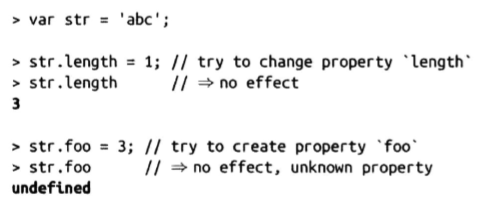 > var str = 'abc';
> str.length = 1; // try to change property `length`
> str.length // ⇒ no effect
3
> str.foo = 3; // try to create property `foo`
> str.foo // ⇒ no effect, unknown property
undefined